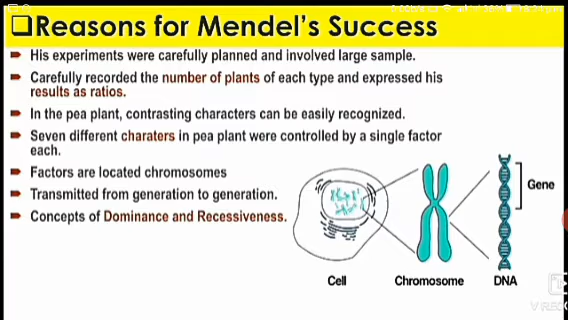 ❑Reasons for Mendel's Success
His experiments were carefully planned and involved large sample.
Carefully recorded the number of plants of each type and expressed his
results as ratios.
In the pea plant, contrasting characters can be easily recognized.
Seven different charaters in pea plant were controlled by a single factor
each.
Factors are located chromosomes
Transmitted from generation to generation.
Concepts of Dominance and Recessiveness.
Gene
Cell
Chromosome
DNA